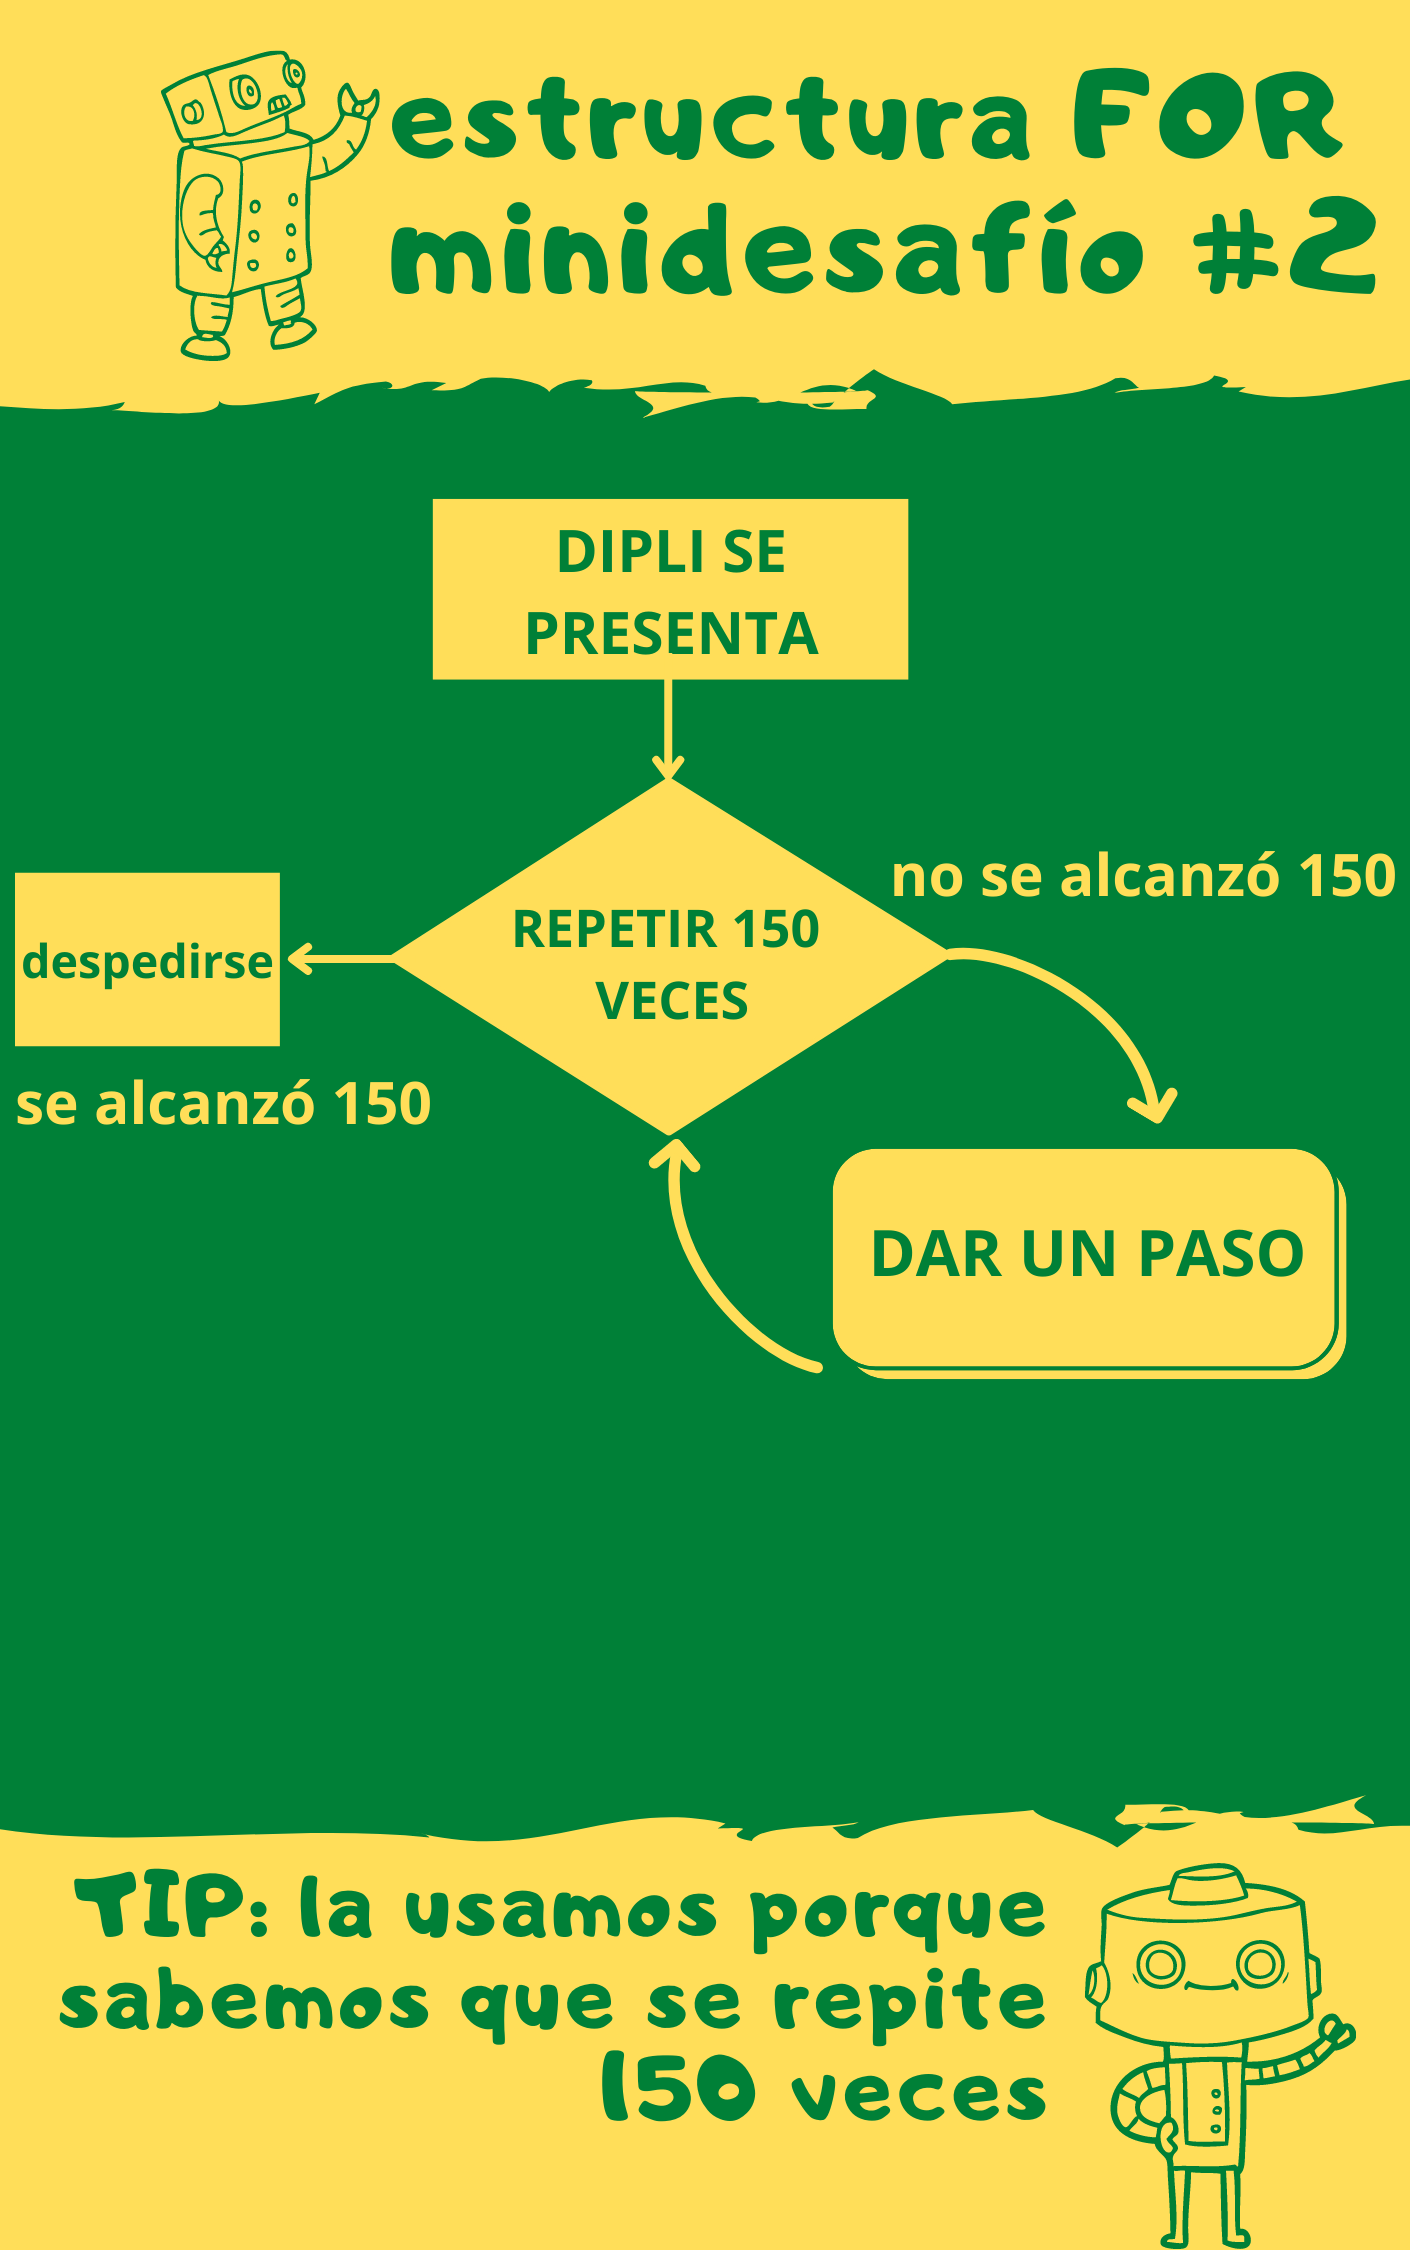 estructura FOR
minidesafío #2
DIPLI SE
PRESENTA
no se alcanzó 150
REPETIR 150
VECES
despedirse
se alcanzó 150
DAR UN PASO
TIP: la usamos porque
sabemos que se repite
150 veces